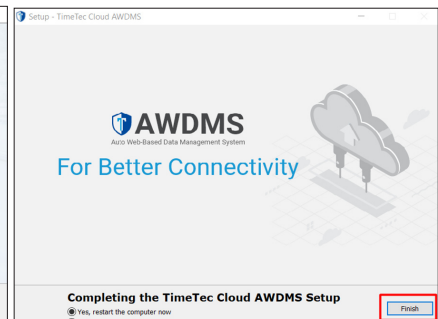 Setup - TimeTec Cloud AWDMS
AWDMS
Auto Web-Based Data Management System
For Better Connectivity
Completing the TimeTec Cloud AWDMS Setup
Yes, restart the computer now
Finish